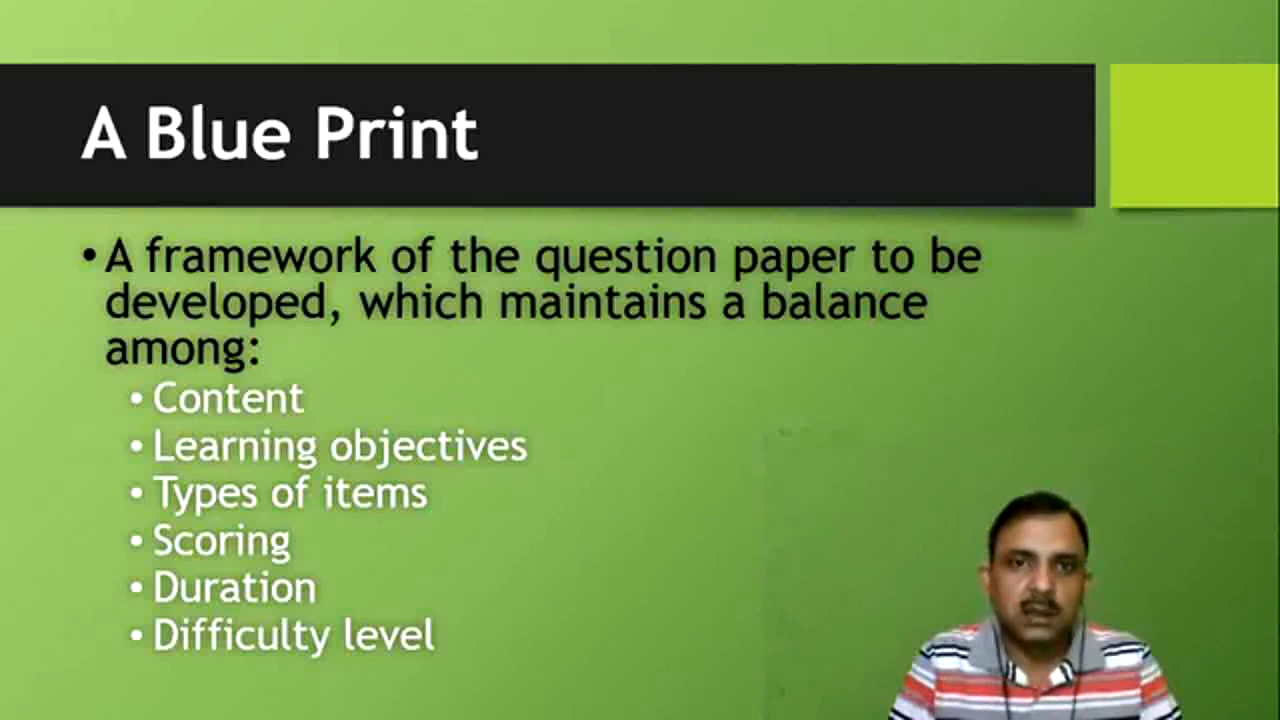 A Blue Print
• A framework of the question paper to be
developed, which maintains a balance
among:
• Content
• Learning objectives
• Types of items
• Scoring
• Duration
• Difficulty level